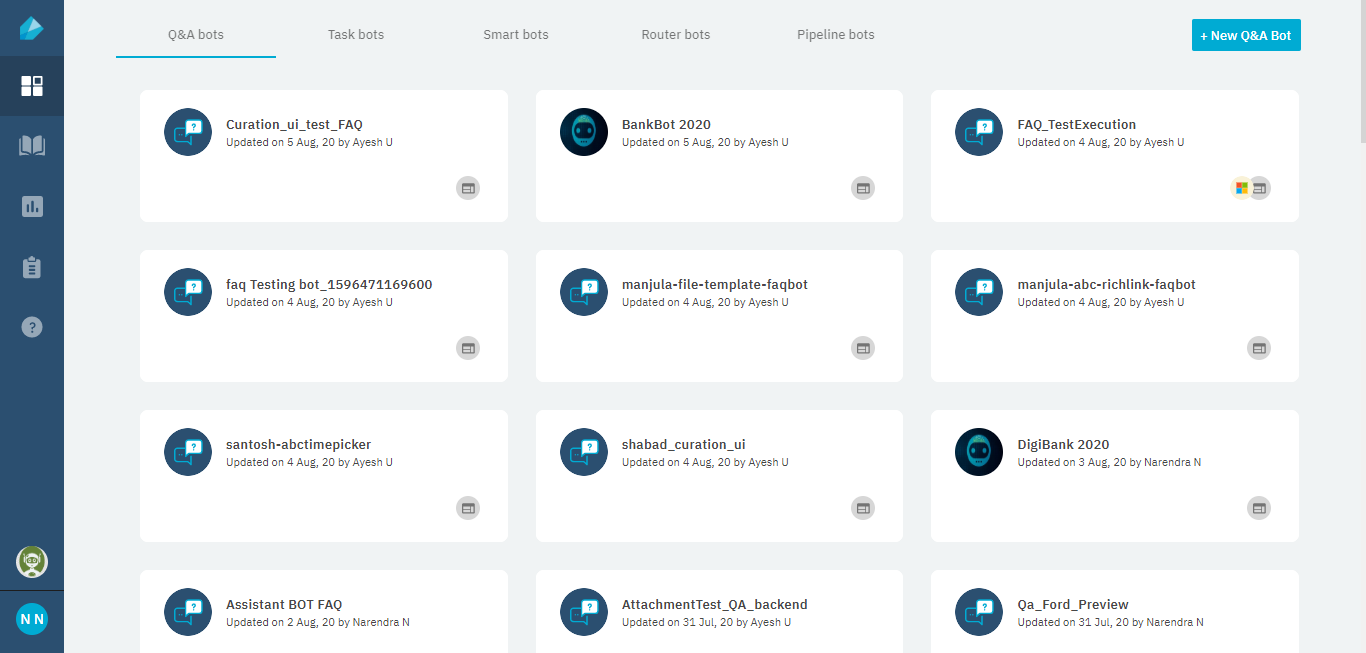 Q&A bots
Task bots
Smart bots
Router bots
Pipeline bots
+ New Q&A Bot
Curation_ui_test_FAQ
Updated on 5 Aug, 20 by Ayesh U
BankBot 2020
Updated on 5 Aug, 20 by Ayesh U
FAQ_TestExecution
Updated on 4 Aug, 20 by Ayesh U
faq Testing bot_1596471169600
Updated on 4 Aug, 20 by Ayesh U
manjula-file-template-faqbot
Updated on 4 Aug, 20 by Ayesh U
manjula-abc-richlink-faqbot
Updated on 4 Aug, 20 by Ayesh U
santosh-abctimepicker
Updated on 4 Aug, 20 by Ayesh U
shabad_curation_ui
Updated on 4 Aug, 20 by Ayesh U
DigiBank 2020
Updated on 3 Aug, 20 by Narendra N
Assistant BOT FAQ
Updated on 2 Aug, 20 by Narendra N
AttachmentTest_QA_backend
Updated on 31 Jul, 20 by Ayesh U
Qa_Ford_Preview
Updated on 31 Jul, 20 by Narendra N
N N